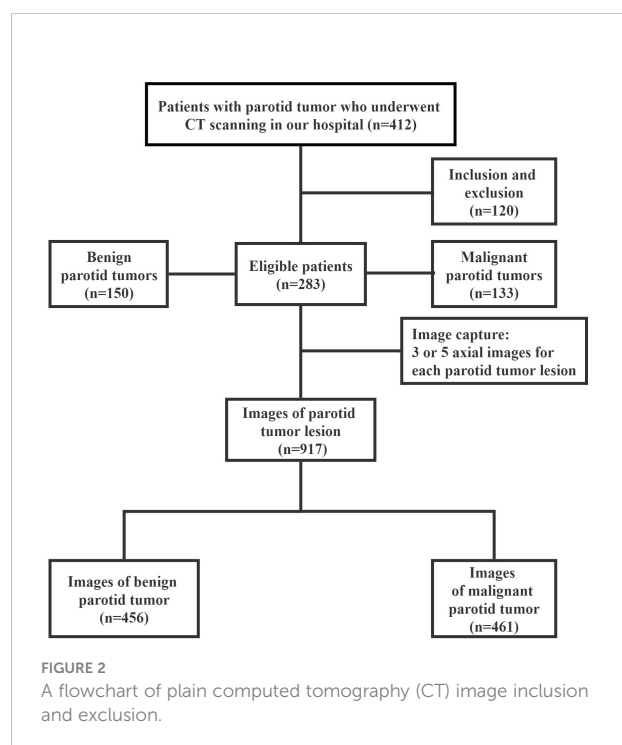 Patients with parotid tumor who underwent
CT scanning in our hospital (n=412)
Inclusion and
exclusion
(n=120)
Benign
parotid tumors
(n=150)
Eligible patients
(n=283)
Malignant
parotid tumors
(n=133)
Image capture:
3 or 5 axial images for
each parotid tumor lesion
Images of parotid
tumor lesion
(n=917)
Images of benign
parotid tumor
(n=456)
Images
of malignant
parotid tumor
(n=461)
FIGURE 2
A flowchart of plain computed tomography (CT) image inclusion
and exclusion.